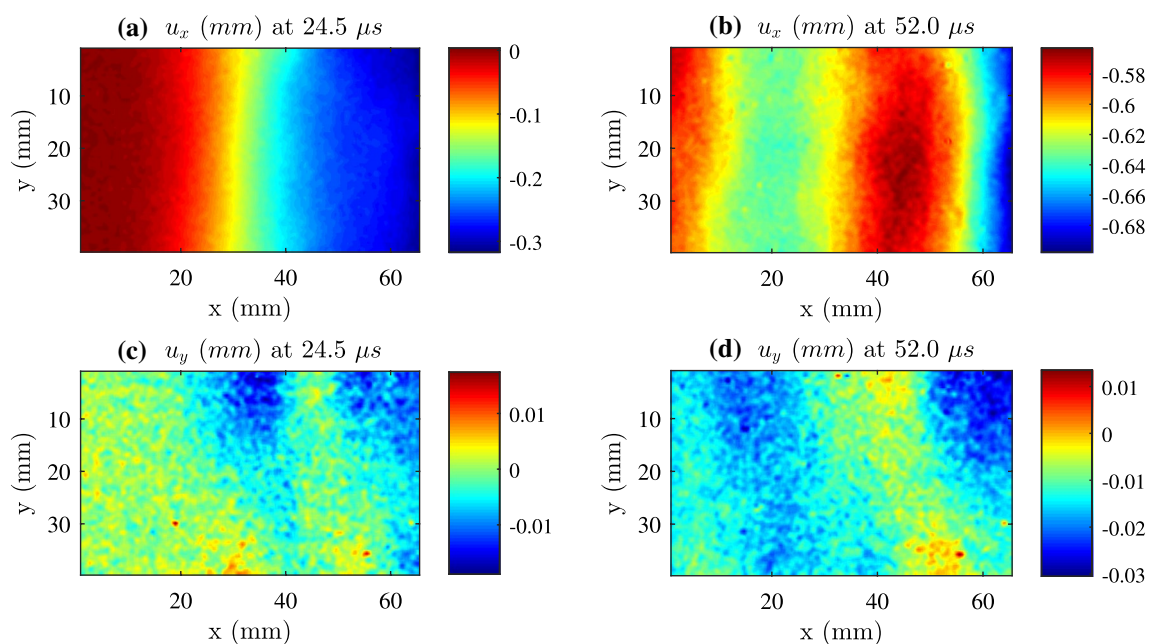 (a) u_x (mm) at 24.5 μs
0
-0.1
-0.2
-0.3
10
20
30
y (mm)
20 40 60
x (mm)
(b) u_x (mm) at 52.0 μs
-0.58
-0.6
-0.62
-0.64
-0.66
-0.68
10
20
30
y (mm)
20 40 60
x (mm)
(c) u_y (mm) at 24.5 μs
0.01
0
-0.01
10
20
30
y (mm)
20 40 60
x (mm)
(d) u_y (mm) at 52.0 μs
0.01
0
-0.01
-0.02
-0.03
10
20
30
y (mm)
20 40 60
x (mm)